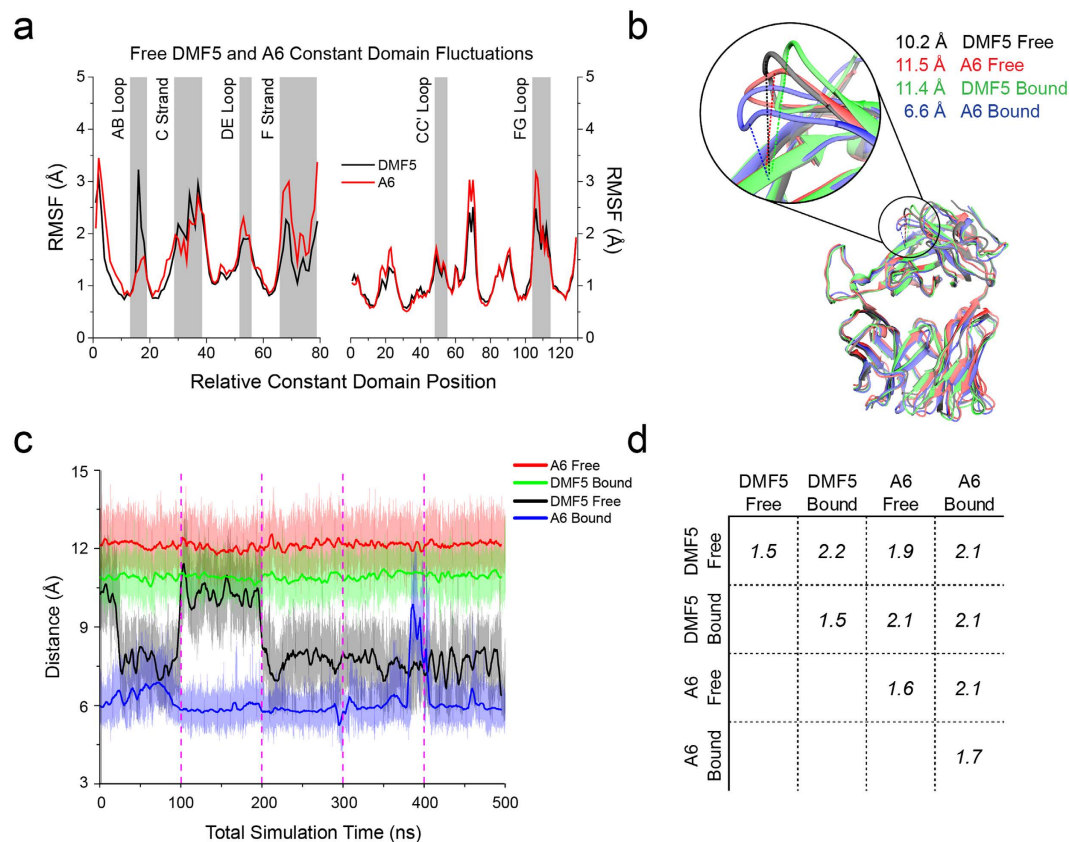 a
Free DMF5 and A6 Constant Domain Fluctuations
RMSF (Å)
5
4
3
2
1
0
AB Loop
C Strand
DE Loop
F Strand
DMF5
A6
CC' Loop
FG Loop
5
4
3
2
1
0
RMSF (Å)
0 20 40 60 80
0 20 40 60 80 100 120
Relative Constant Domain Position
b
10.2 Å DMF5 Free
11.5 Å A6 Free
11.4 Å DMF5 Bound
6.6 Å A6 Bound
c
Distance (Å)
15
12
9
6
3
A6 Free
DMF5 Bound
DMF5 Free
A6 Bound
0 100 200 300 400 500
Total Simulation Time (ns)
d
DMF5 Free
DMF5 Bound
A6 Free
A6 Bound
DMF5 Free
1.5 2.2 1.9 2.1
DMF5 Bound
1.5 2.1 2.1
A6 Free
1.6 2.1
A6 Bound
1.7